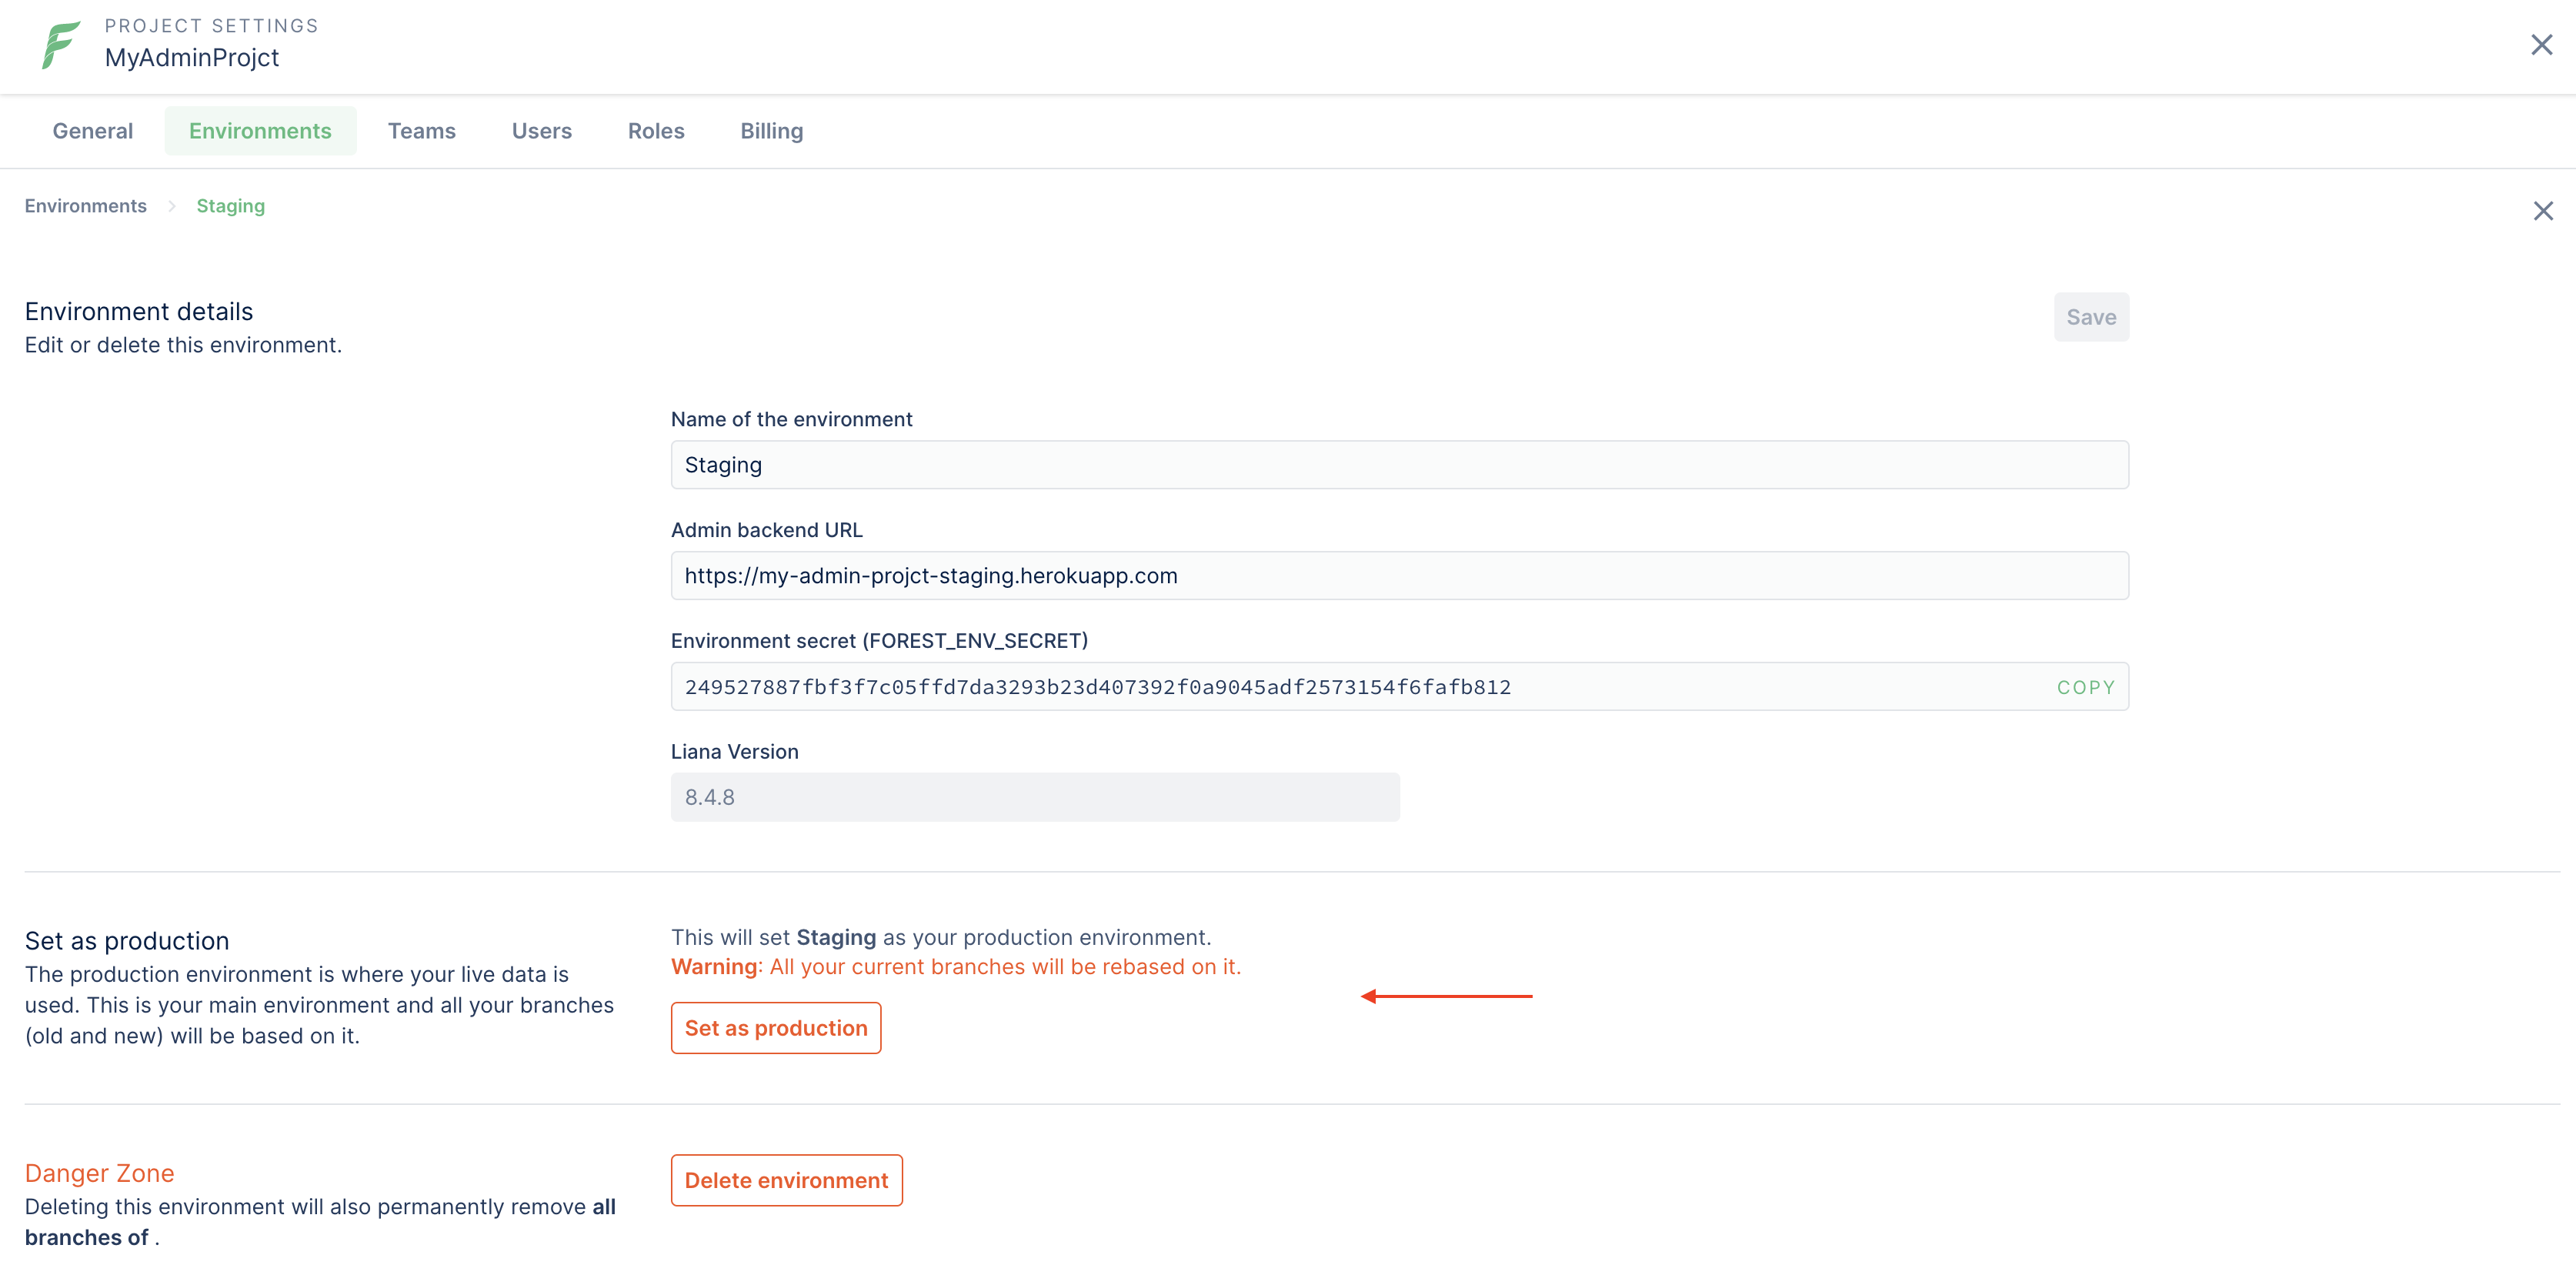 PROJECT SETTINGS
MyAdminProjct
General Environments Teams Users Roles Billing
Environments Staging
Environment details
Edit or delete this environment.
Save
Name of the environment
Staging
Admin backend URL
https://my-admin-projct-staging.herokuapp.com
Environment secret (FOREST_ENV_SECRET)
249527887fbf3f7c05ffd7da3293b23d407392f0a9045adf2573154f6fafb812
COPY
Liana Version
8.4.8
Set as production
The production environment is where your live data is
used. This is your main environment and all your branches
(old and new) will be based on it.
This will set Staging as your production environment.
Warning: All your current branches will be rebased on it.
Set as production
Danger Zone
Deleting this environment will also permanently remove all
branches of .
Delete environment